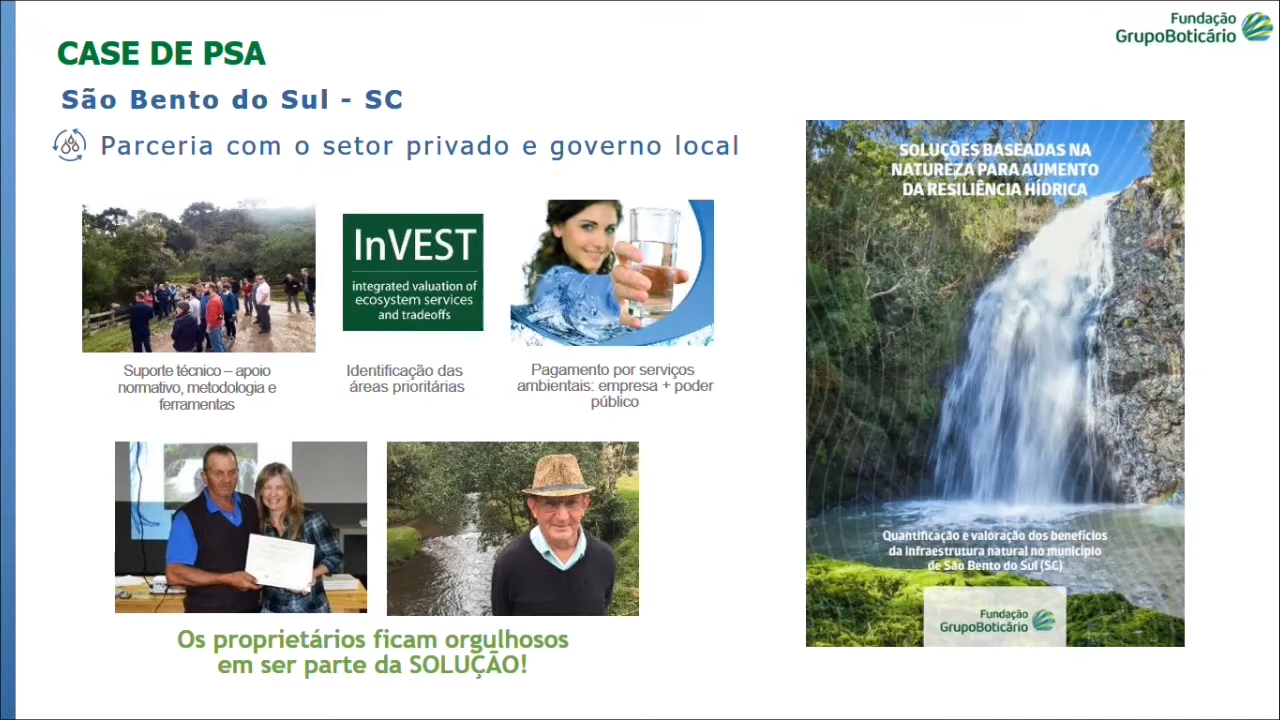 Fundação
GrupoBoticário
CASE DE PSA
São Bento do Sul - SC
Parceria com o setor privado e governo local
InVEST
integrated valuation of
ecosystem services
and tradeoffs
Suporte técnico – apoio
normativo, metodologia e
ferramentas
Identificação das
áreas prioritárias
Pagamento por serviços
ambientais: empresa + poder
público
Os proprietários ficam orgulhosos
em ser parte da SOLUÇÃO!
SOLUÇÕES BASEADAS NA
NATUREZA PARA AUMENTO
DA RESILIÊNCIA HÍDRICA
Quantificação e valoração dos benefícios
da infraestrutura natural no município
de São Bento do Sul (SC)
Fundação
GrupoBoticário